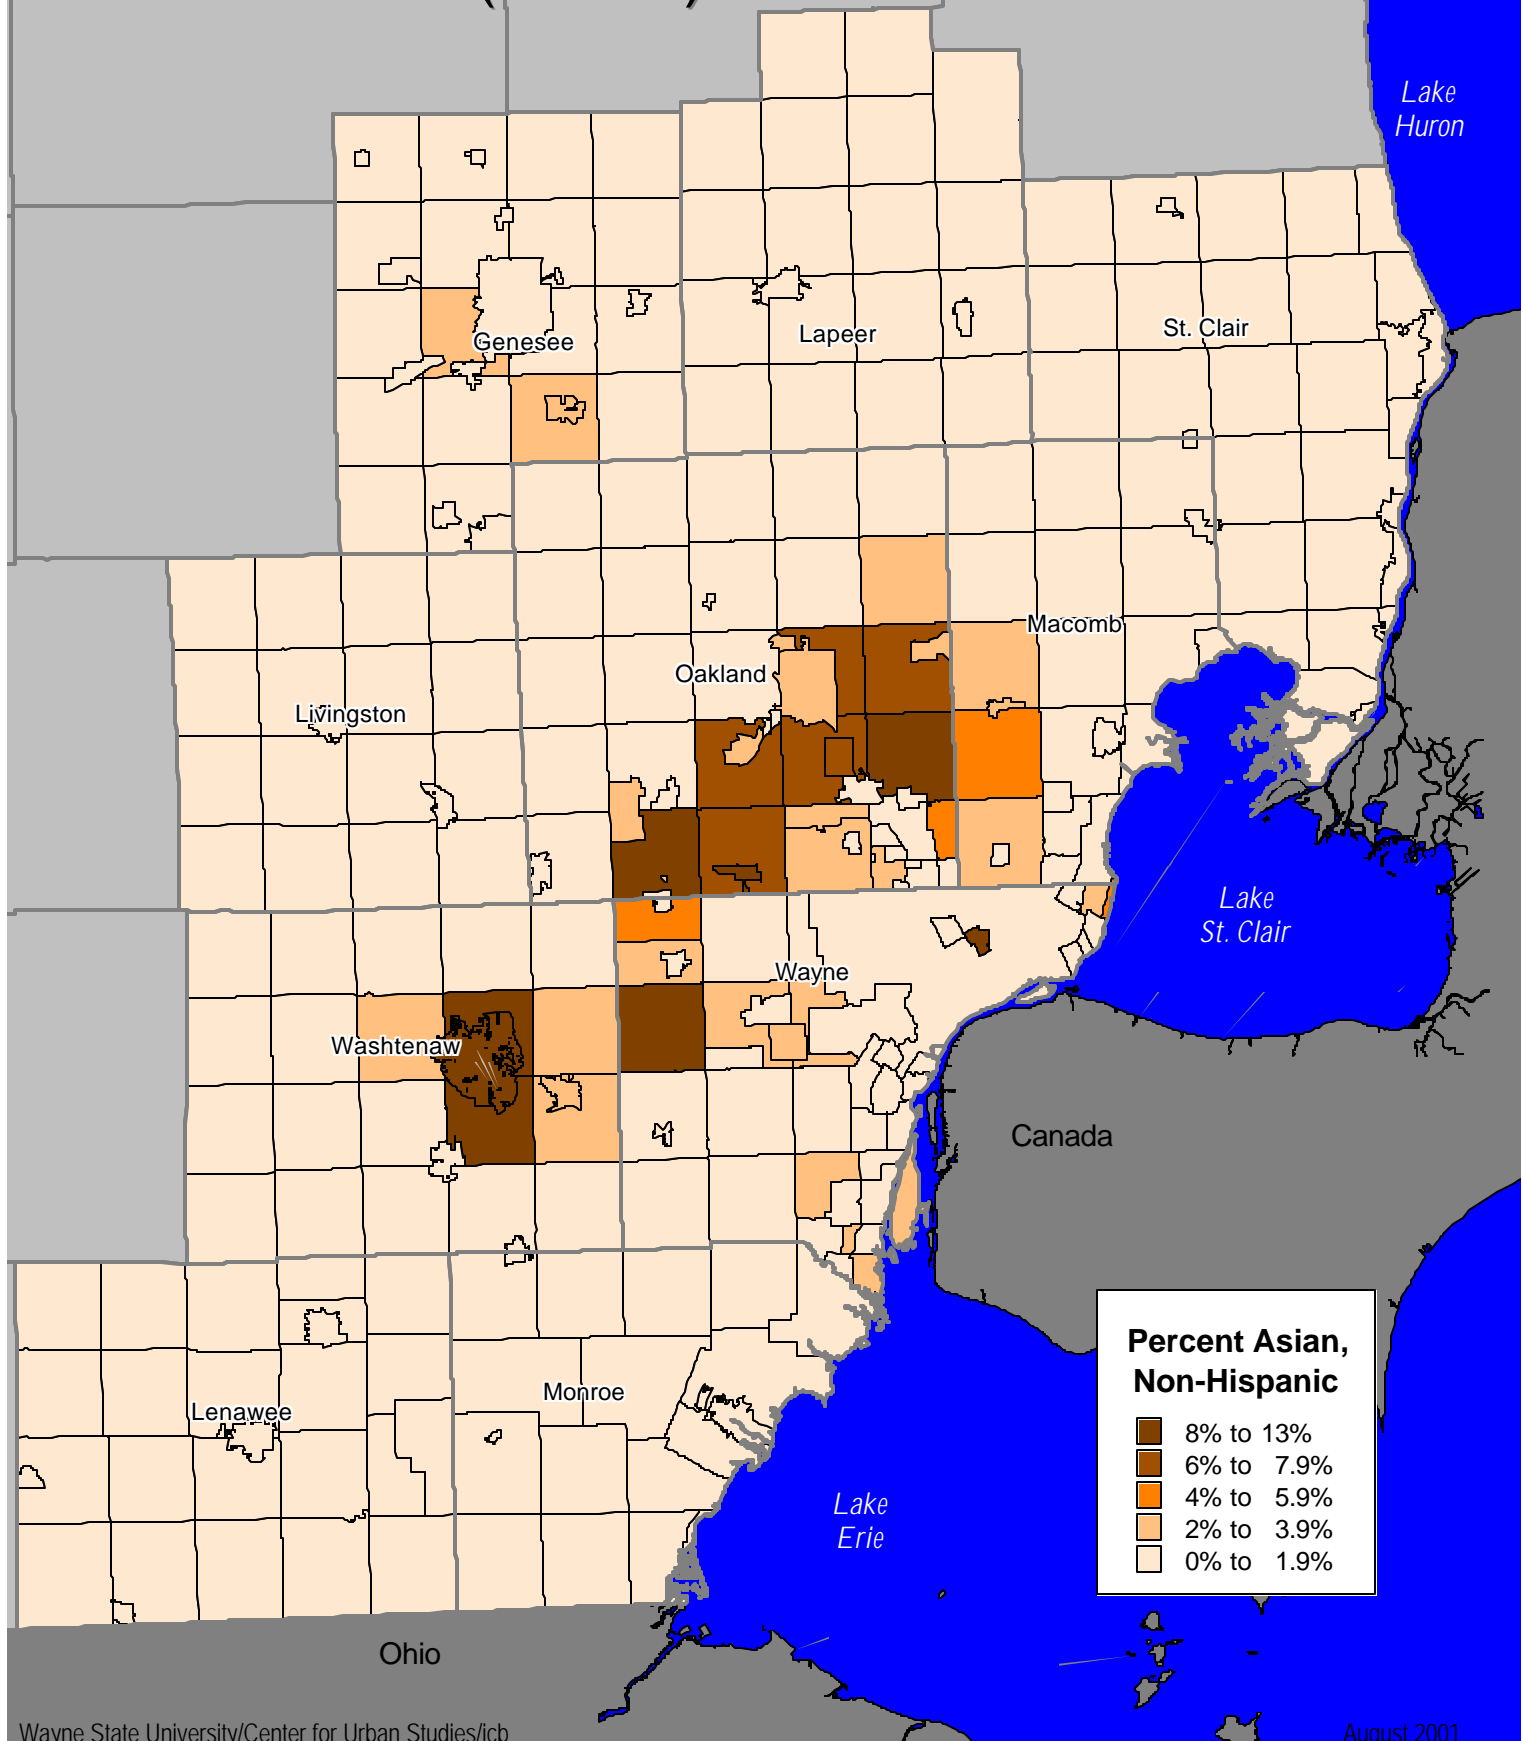 Lake
Huron
Genesee
Lapeer
St. Clair
Macomb
Oakland
Livingston
Lake
St. Clair
Wayne
Washtenaw
Canada
Percent Asian,
Non-Hispanic
8% to 13%
6% to 7.9%
4% to 5.9%
2% to 3.9%
0% to 1.9%
Monroe
Lenawee
Lake
Erie
Ohio
Wayne State University/Center for Urban Studies/icb
August 2001